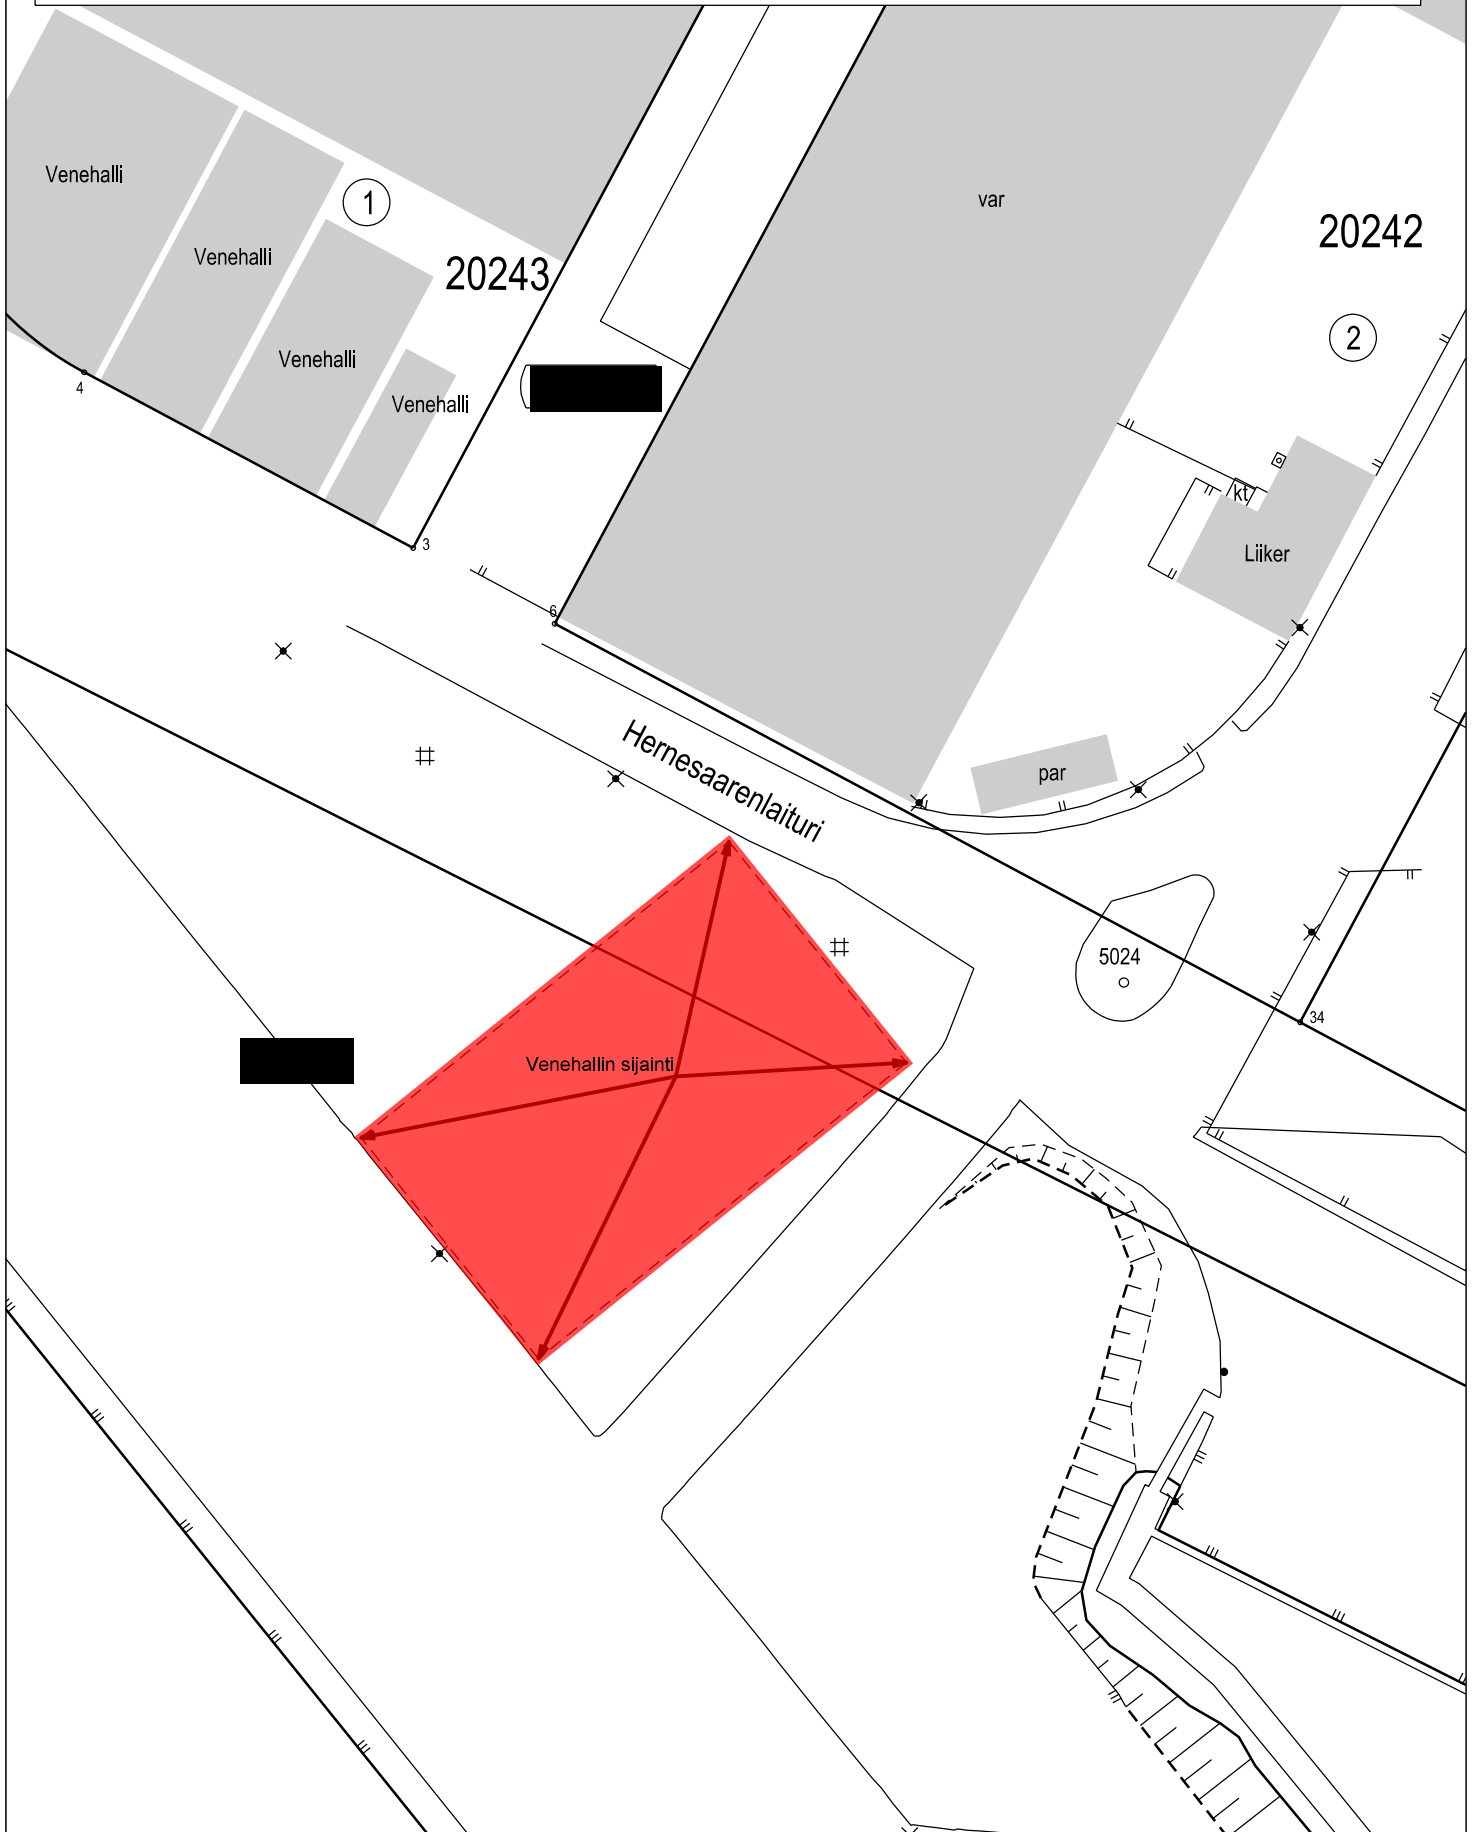 Venehalli
var
1
20242
Venehalli
20243
2
Venehalli
4
Venehalli
kt
3
Liiker
6
Hernesaarenlaituri
par
5024
34
Venehallin sijainti